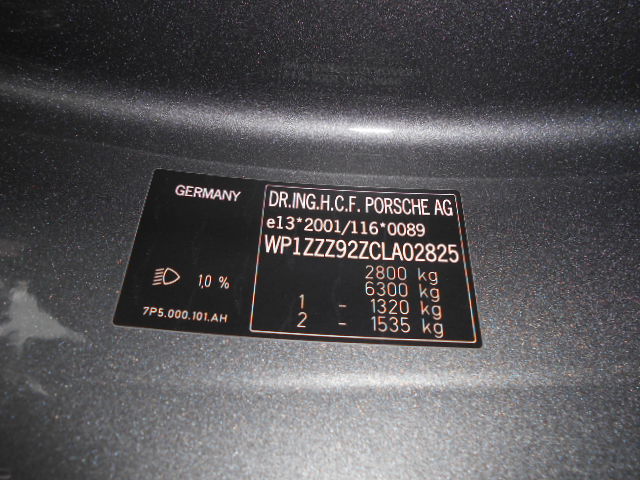 GERMANY
DR.ING.H.C.F. PORSCHE AG
e13*2001/116*0089
WP1ZZZ92ZCLA02825
2800 kg
6300 kg
1 - 1320 kg
2 - 1535 kg
1,0 %
7P5.000.101.AH